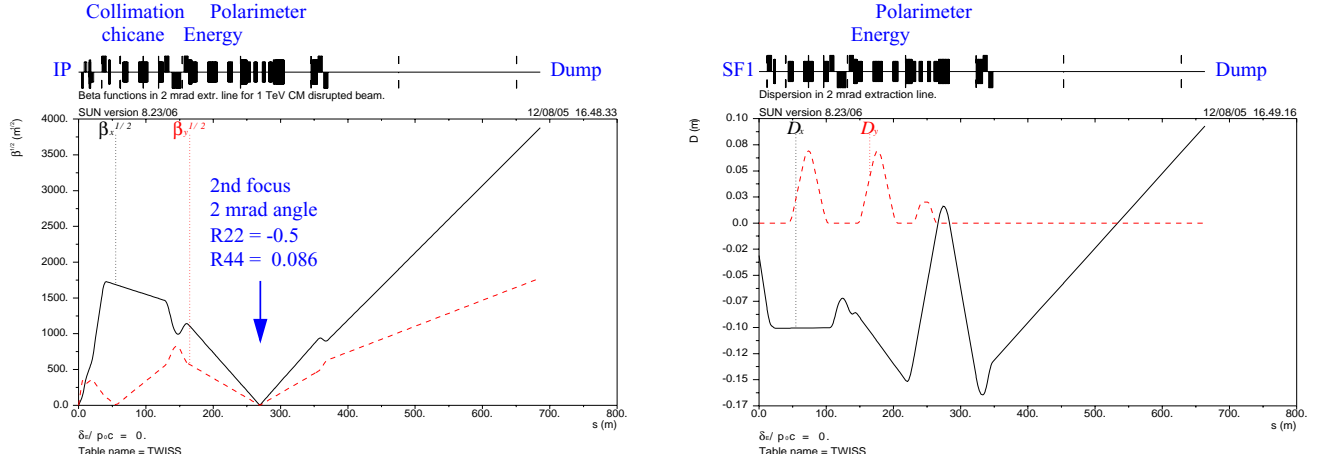 Collimation
chicane
Polarimeter
Energy
IP
Dump
Beta functions in 2 mrad extr. line for 1 TeV CM disrupted beam.
SUN version 8.23/06
12/08/05 16.48.33
β x 1/2
β y 1/2
β 1/2 (m 1/2)
4000.
3500.
3000.
2500.
2000.
1500.
1000.
500.
0.0
2nd focus
2 mrad angle
R22 = -0.5
R44 = 0.086
0.0
100.
200.
300.
400.
500.
600.
700.
800.
s (m)
δE/ p0c = 0.
Table name = TWISS
Polarimeter
Energy
SF1
Dump
Dispersion in 2 mrad extraction line.
SUN version 8.23/06
12/08/05 16.49.16
Dx
Dy
D (m)
0.10
0.08
0.05
0.03
0.0
-0.02
-0.05
-0.07
-0.10
-0.12
-0.15
-0.17
0.0
100.
200.
300.
400.
500.
600.
700.
800.
s (m)
δE/ p0c = 0.
Table name = TWISS